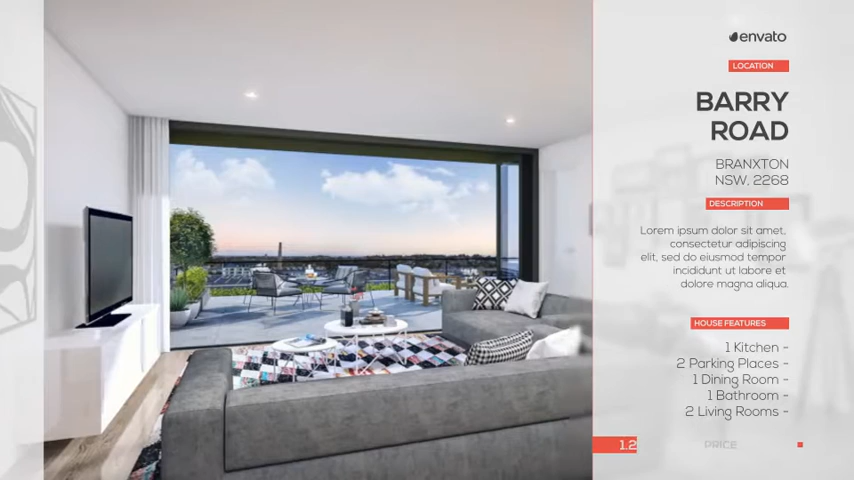 envato
LOCATION
BARRY
ROAD
BRANXTON
NSW, 2268
DESCRIPTION
Lorem ipsum dolor sit amet,
consectetur adipiscing
elit, sed do eiusmod tempor
incididunt ut labore et
dolore magna aliqua.
HOUSE FEATURES
1 Kitchen -
2 Parking Places -
1 Dining Room -
1 Bathroom -
2 Living Rooms -
1.2
PRICE